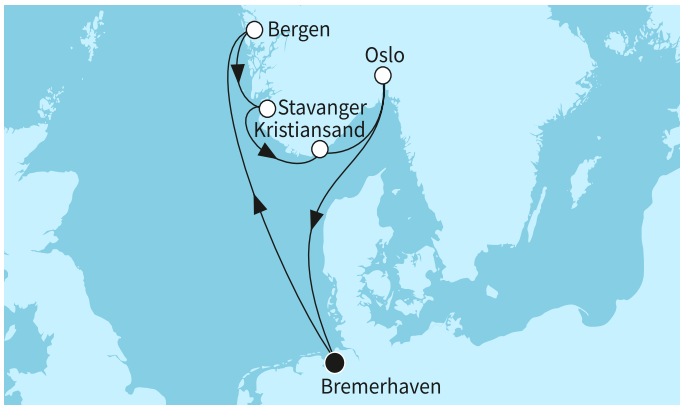 Bergen
Oslo
Stavanger
Kristiansand
Bremerhaven